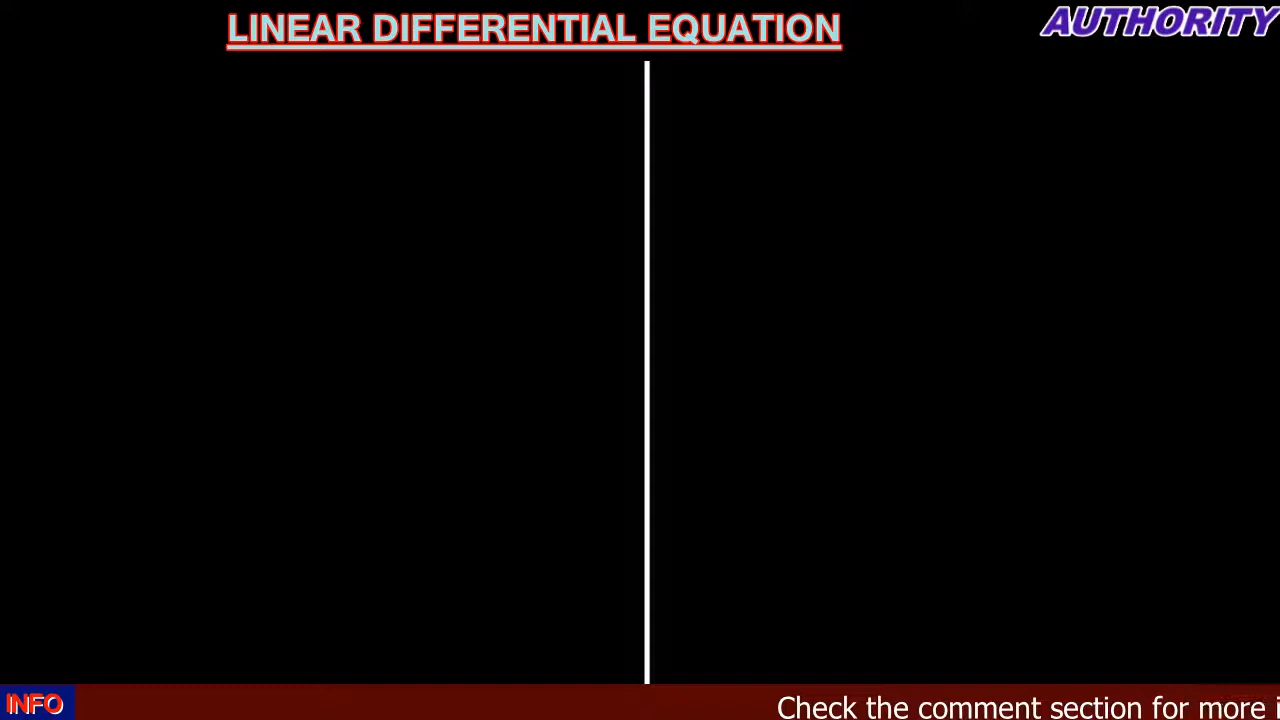 LINEAR DIFFERENTIAL EQUATION
AUTHORITY
INFO
Check the comment section for more